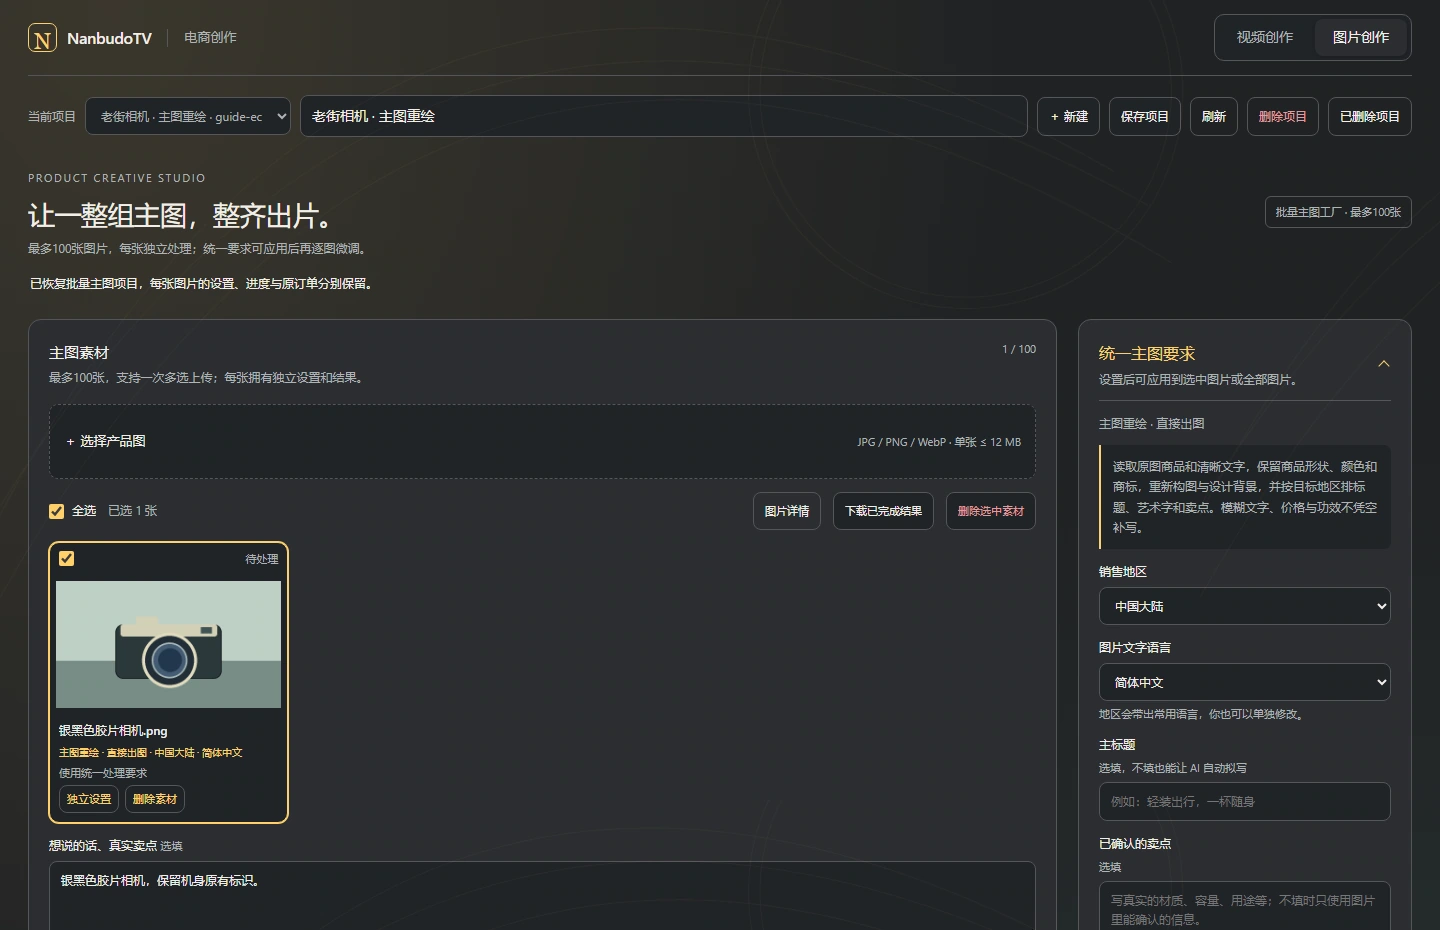 N NanbudoTV 电商创作
视频创作 图片创作
当前项目 老街相机 · 主图重绘 · guide-ec 老街相机 · 主图重绘 + 新建 保存项目 刷新 删除项目 已删除项目
PRODUCT CREATIVE STUDIO
让一整组主图，整齐出片。
批量主图工厂 · 最多100张
最多100张图片，每张独立处理；统一要求可应用后再逐图微调。
已恢复批量主图项目，每张图片的设置、进度与原订单分别保留。
主图素材 1 / 100
最多100张，支持一次多选上传；每张拥有独立设置和结果。
+ 选择产品图 JPG / PNG / WebP · 单张 ≤ 12 MB
全选 已选 1 张 图片详情 下载已完成结果 删除选中素材
待处理
银黑色胶片相机.png
主图重绘 · 直接出图 · 中国大陆 · 简体中文
使用统一处理要求
独立设置 删除素材
想说的话、真实卖点 选填
银黑色胶片相机，保留机身原有标识。
统一主图要求
设置后可应用到选中图片或全部图片。
主图重绘 · 直接出图
读取原图商品和清晰文字，保留商品形状、颜色和
商标，重新构图与设计背景，并按目标地区排标
题、艺术字和卖点。模糊文字、价格与功效不凭空
补写。
销售地区
中国大陆
图片文字语言
简体中文
地区会带出常用语言，你也可以单独修改。
主标题
选填，不填也能让 AI 自动拟写
例如：轻装出行，一杯随身
已确认的卖点
选填
写真实的材质、容量、用途等；不填时只使用图片
里能确认的信息。